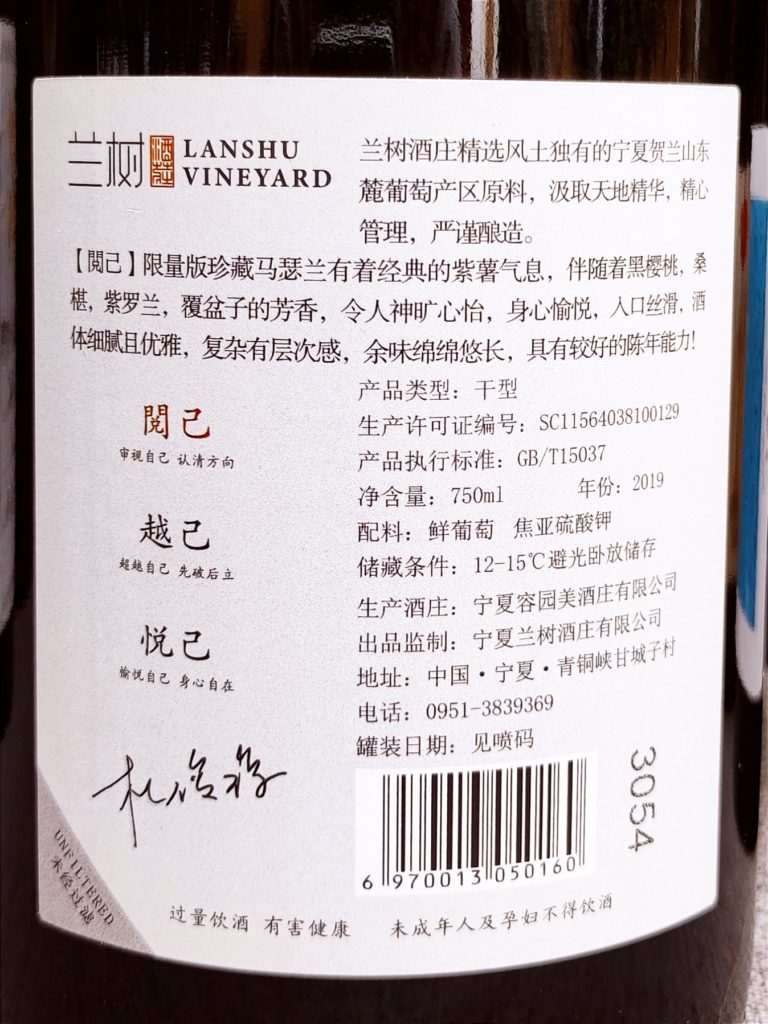 兰树 酒莊 LANSHU
VINEYARD
兰树酒庄精选风土独有的宁夏贺兰山东
麓葡萄产区原料，汲取天地精华，精心
管理，严谨酿造。
【閲己】限量版珍藏马瑟兰有着经典的紫薯气息，伴随着黑樱桃，桑
椹，紫罗兰，覆盆子的芳香，令人神旷心怡，身心愉悦，入口丝滑，酒
体细腻且优雅，复杂有层次感，余味绵绵悠长，具有较好的陈年能力！
閲己
审视自己 认清方向
越己
超越自己 先破后立
悦己
愉悦自己 身心自在
产品类型：干型
生产许可证编号：SC11564038100129
产品执行标准：GB/T15037
净含量：750ml 年份：2019
配料：鲜葡萄 焦亚硫酸钾
储藏条件：12-15℃避光卧放储存
生产酒庄：宁夏容园美酒庄有限公司
出品监制：宁夏兰树酒庄有限公司
地址：中国·宁夏·青铜峡甘城子村
电话：0951-3839369
罐装日期：见喷码
3054
6 970013 050160
UNFILTERED
未经过滤
过量饮酒 有害健康 未成年人及孕妇不得饮酒